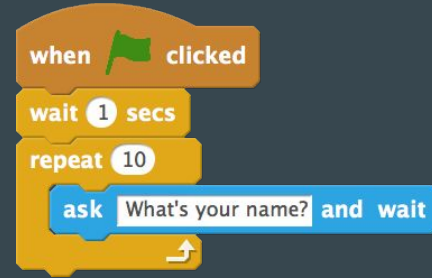 when clicked
wait 1 secs
repeat 10
ask What's your name? and wait